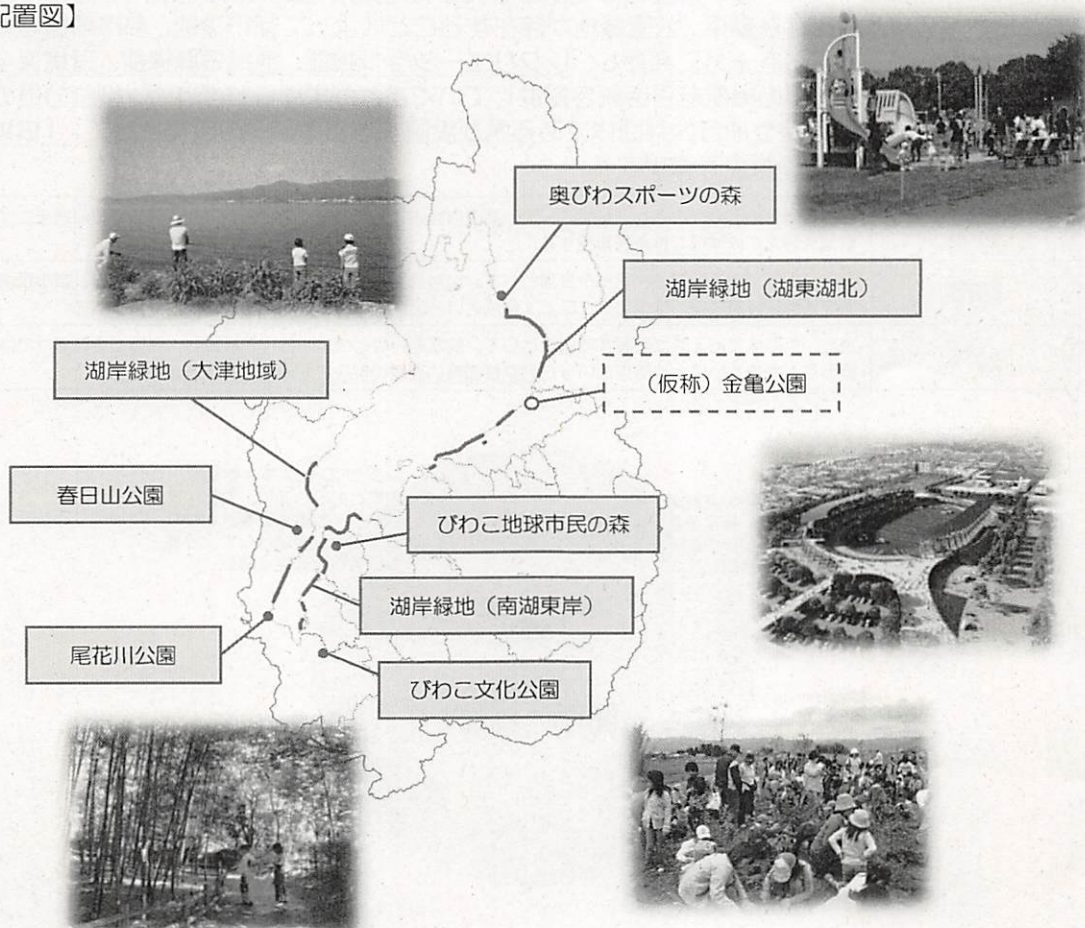 配置図】
奥びわスポーツの森
湖岸緑地（湖東湖北）
湖岸緑地（大津地域）
（仮称）金亀公園
春日山公園
びわこ地球市民の森
湖岸緑地（南湖東岸）
尾花川公園
びわこ文化公園